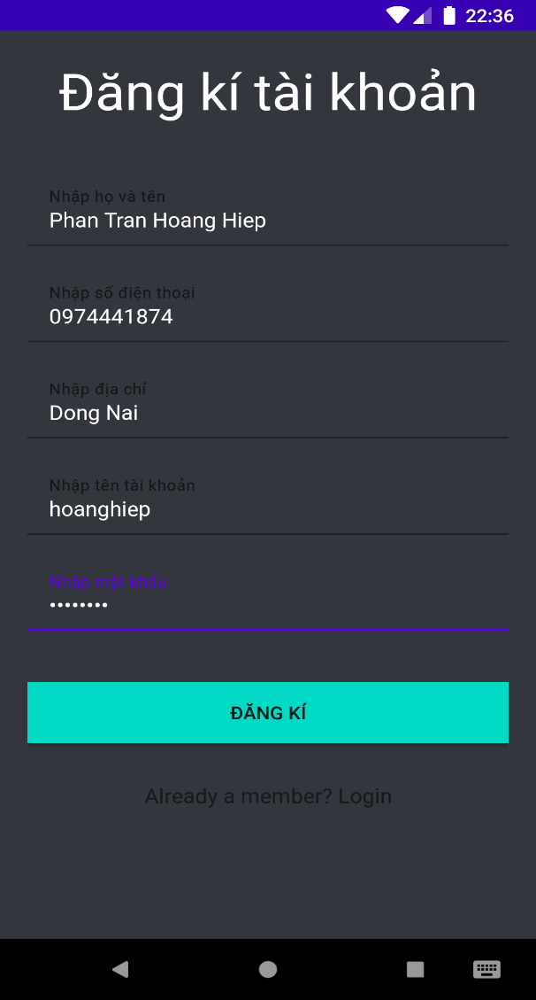 22:36
Đăng kí tài khoản
Nhập họ và tên
Phan Tran Hoang Hiep
Nhập số điện thoại
0974441874
Nhập địa chỉ
Dong Nai
Nhập tên tài khoản
hoanghiep
Nhập mật khẩu
••••••••
ĐĂNG KÍ
Already a member? Login